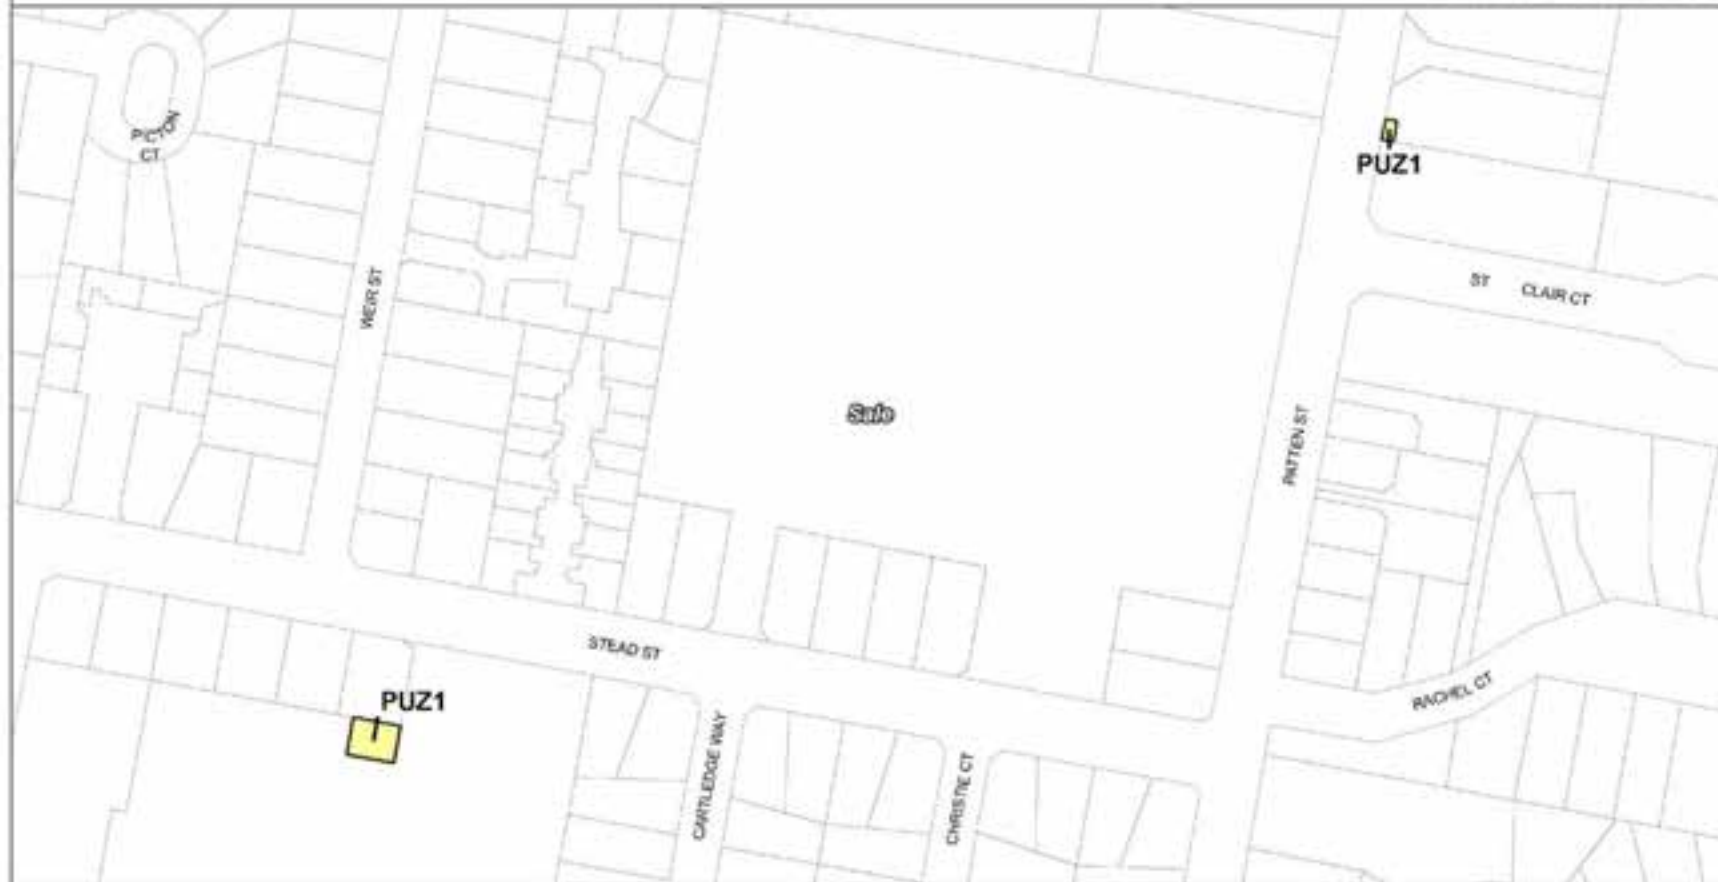 PICTON
CT
PUZ1
WEIR ST
ST CLAIR CT
Sale
PATTEN ST
STEAD ST
PUZ1
RACHEL CT
CARTLEDGE WAY
CHRISTIE CT